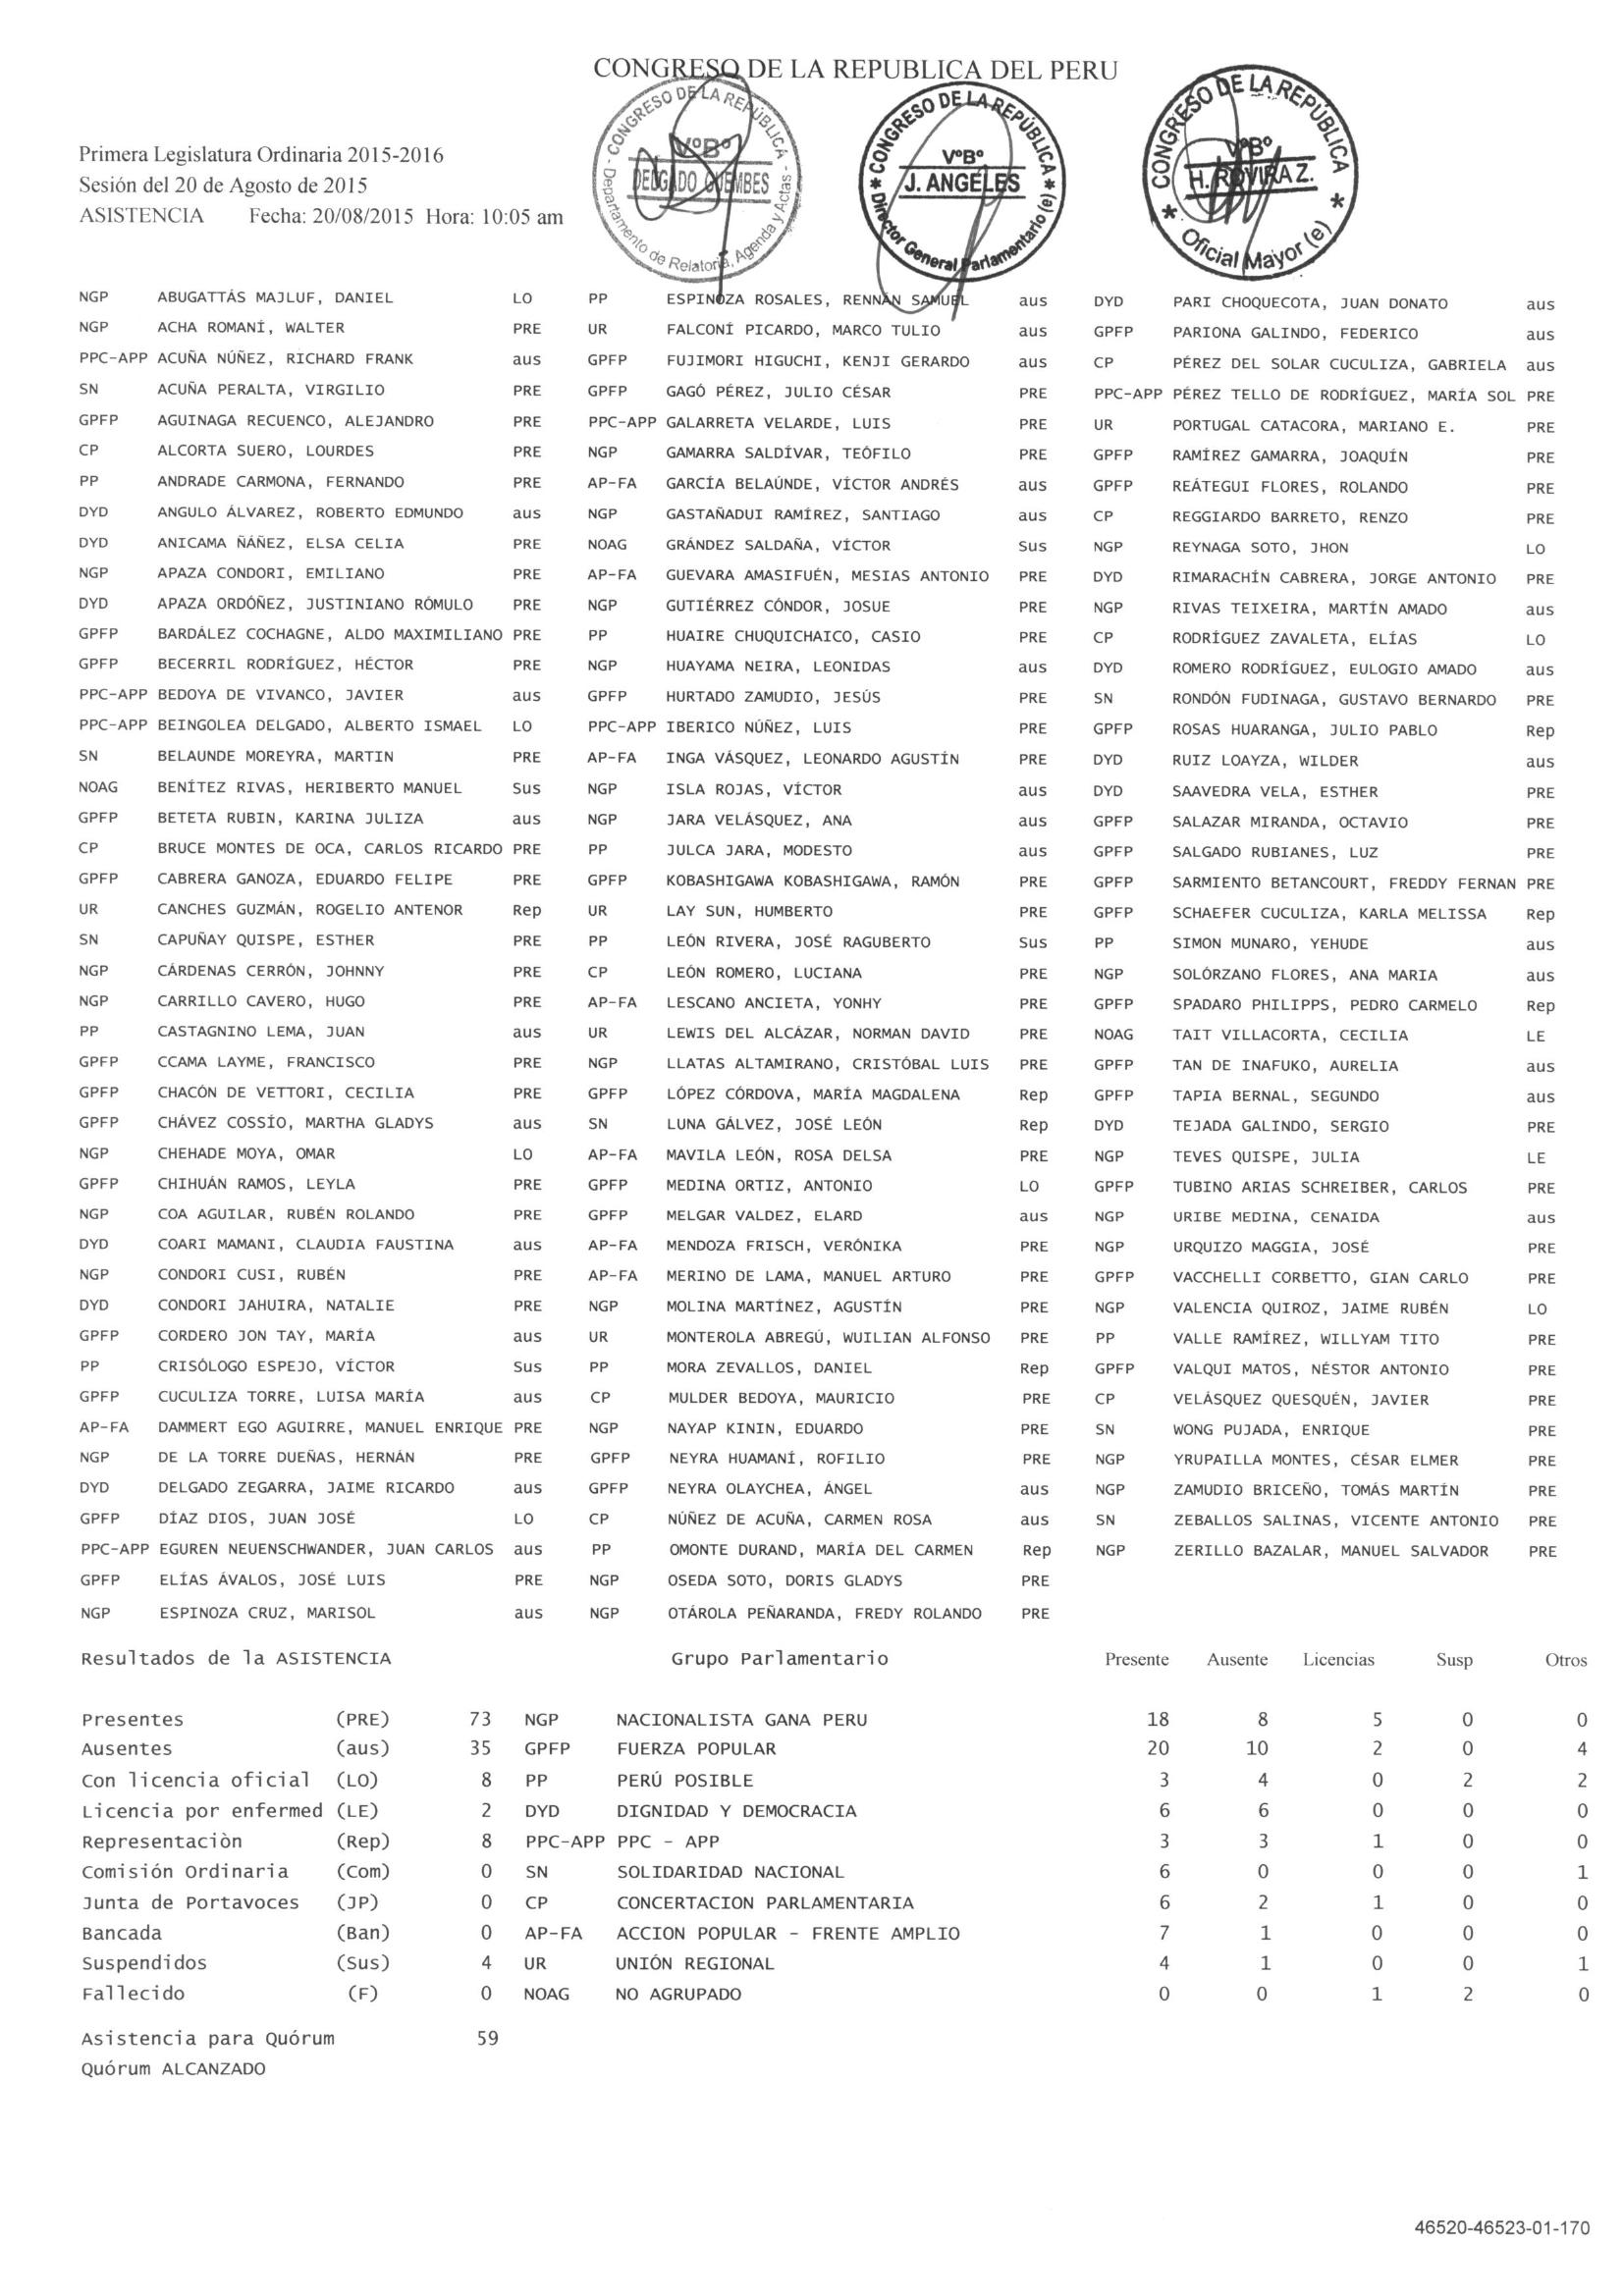 CONGRESO DE LA REPUBLICA DEL PERU
CONGRESO DE LA REPÚBLICA
VºBº
DELGADO GUEMBES
Departamento de Relatoría, Agenda y Actas
CONGRESO DE LA REPÚBLICA
VºBº
J. ANGELES
Director General Parlamentario (e)
CONGRESO DE LA REPÚBLICA
VºBº
H. ROVIRA Z.
Oficial Mayor (e)
Primera Legislatura Ordinaria 2015-2016
Sesión del 20 de Agosto de 2015
ASISTENCIA Fecha: 20/08/2015 Hora: 10:05 am
NGP ABUGATTÁS MAJLUF, DANIEL LO PP ESPINOZA ROSALES, RENNÁN SAMUEL aus DYD PARI CHOQUECOTA, JUAN DONATO aus
NGP ACHA ROMANÍ, WALTER PRE UR FALCONÍ PICARDO, MARCO TULIO aus GPFP PARIONA GALINDO, FEDERICO aus
PPC-APP ACUÑA NÚÑEZ, RICHARD FRANK aus GPFP FUJIMORI HIGUCHI, KENJI GERARDO aus CP PÉREZ DEL SOLAR CUCULIZA, GABRIELA aus
SN ACUÑA PERALTA, VIRGILIO PRE GPFP GAGÓ PÉREZ, JULIO CÉSAR PRE PPC-APP PÉREZ TELLO DE RODRÍGUEZ, MARÍA SOL PRE
GPFP AGUINAGA RECUENCO, ALEJANDRO PRE PPC-APP GALARRETA VELARDE, LUIS PRE UR PORTUGAL CATACORA, MARIANO E. PRE
CP ALCORTA SUERO, LOURDES PRE NGP GAMARRA SALDÍVAR, TEÓFILO PRE GPFP RAMÍREZ GAMARRA, JOAQUÍN PRE
PP ANDRADE CARMONA, FERNANDO PRE AP-FA GARCÍA BELAÚNDE, VÍCTOR ANDRÉS aus GPFP REÁTEGUI FLORES, ROLANDO PRE
DYD ANGULO ÁLVAREZ, ROBERTO EDMUNDO aus NGP GASTAÑADUI RAMÍREZ, SANTIAGO aus CP REGGIARDO BARRETO, RENZO PRE
DYD ANICAMA ÑÁÑEZ, ELSA CELIA PRE NOAG GRÁNDEZ SALDAÑA, VÍCTOR Sus NGP REYNAGA SOTO, JHON LO
NGP APAZA CONDORI, EMILIANO PRE AP-FA GUEVARA AMASIFUÉN, MESIAS ANTONIO PRE DYD RIMARACHÍN CABRERA, JORGE ANTONIO PRE
DYD APAZA ORDÓÑEZ, JUSTINIANO RÓMULO PRE NGP GUTIÉRREZ CÓNDOR, JOSUE PRE NGP RIVAS TEIXEIRA, MARTÍN AMADO aus
GPFP BARDÁLEZ COCHAGNE, ALDO MAXIMILIANO PRE PP HUAIRE CHUQUICHAICO, CASIO PRE CP RODRÍGUEZ ZAVALETA, ELÍAS LO
GPFP BECERRIL RODRÍGUEZ, HÉCTOR PRE NGP HUAYAMA NEIRA, LEONIDAS aus DYD ROMERO RODRÍGUEZ, EULOGIO AMADO aus
PPC-APP BEDOYA DE VIVANCO, JAVIER aus GPFP HURTADO ZAMUDIO, JESÚS PRE SN RONDÓN FUDINAGA, GUSTAVO BERNARDO PRE
PPC-APP BEINGOLEA DELGADO, ALBERTO ISMAEL LO PPC-APP IBERICO NÚÑEZ, LUIS PRE GPFP ROSAS HUARANGA, JULIO PABLO Rep
SN BELAUNDE MOREYRA, MARTIN PRE AP-FA INGA VÁSQUEZ, LEONARDO AGUSTÍN PRE DYD RUIZ LOAYZA, WILDER aus
NOAG BENÍTEZ RIVAS, HERIBERTO MANUEL Sus NGP ISLA ROJAS, VÍCTOR aus DYD SAAVEDRA VELA, ESTHER PRE
GPFP BETETA RUBIN, KARINA JULIZA aus NGP JARA VELÁSQUEZ, ANA aus GPFP SALAZAR MIRANDA, OCTAVIO PRE
CP BRUCE MONTES DE OCA, CARLOS RICARDO PRE PP JULCA JARA, MODESTO aus GPFP SALGADO RUBIANES, LUZ PRE
GPFP CABRERA GANOZA, EDUARDO FELIPE PRE GPFP KOBASHIGAWA KOBASHIGAWA, RAMÓN PRE GPFP SARMIENTO BETANCOURT, FREDDY FERNAN PRE
UR CANCHES GUZMÁN, ROGELIO ANTENOR Rep UR LAY SUN, HUMBERTO PRE GPFP SCHAEFER CUCULIZA, KARLA MELISSA Rep
SN CAPUÑAY QUISPE, ESTHER PRE PP LEÓN RIVERA, JOSÉ RAGUBERTO Sus PP SIMON MUNARO, YEHUDE aus
NGP CÁRDENAS CERRÓN, JOHNNY PRE CP LEÓN ROMERO, LUCIANA PRE NGP SOLÓRZANO FLORES, ANA MARIA aus
NGP CARRILLO CAVERO, HUGO PRE AP-FA LESCANO ANCIETA, YONHY PRE GPFP SPADARO PHILIPPS, PEDRO CARMELO Rep
PP CASTAGNINO LEMA, JUAN aus UR LEWIS DEL ALCÁZAR, NORMAN DAVID PRE NOAG TAIT VILLACORTA, CECILIA LE
GPFP CCAMA LAYME, FRANCISCO PRE NGP LLATAS ALTAMIRANO, CRISTÓBAL LUIS PRE GPFP TAN DE INAFUKO, AURELIA aus
GPFP CHACÓN DE VETTORI, CECILIA PRE GPFP LÓPEZ CÓRDOVA, MARÍA MAGDALENA Rep GPFP TAPIA BERNAL, SEGUNDO aus
GPFP CHÁVEZ COSSÍO, MARTHA GLADYS aus SN LUNA GÁLVEZ, JOSÉ LEÓN Rep DYD TEJADA GALINDO, SERGIO PRE
NGP CHEHADE MOYA, OMAR LO AP-FA MAVILA LEÓN, ROSA DELSA PRE NGP TEVES QUISPE, JULIA LE
GPFP CHIHUÁN RAMOS, LEYLA PRE GPFP MEDINA ORTIZ, ANTONIO LO GPFP TUBINO ARIAS SCHREIBER, CARLOS PRE
NGP COA AGUILAR, RUBÉN ROLANDO PRE GPFP MELGAR VALDEZ, ELARD aus NGP URIBE MEDINA, CENAIDA aus
DYD COARI MAMANI, CLAUDIA FAUSTINA aus AP-FA MENDOZA FRISCH, VERÓNIKA PRE NGP URQUIZO MAGGIA, JOSÉ PRE
NGP CONDORI CUSI, RUBÉN PRE AP-FA MERINO DE LAMA, MANUEL ARTURO PRE GPFP VACCHELLI CORBETTO, GIAN CARLO PRE
DYD CONDORI JAHUIRA, NATALIE PRE NGP MOLINA MARTÍNEZ, AGUSTÍN PRE NGP VALENCIA QUIROZ, JAIME RUBÉN LO
GPFP CORDERO JON TAY, MARÍA aus UR MONTEROLA ABREGÚ, WUILIAN ALFONSO PRE PP VALLE RAMÍREZ, WILLYAM TITO PRE
PP CRISÓLOGO ESPEJO, VÍCTOR Sus PP MORA ZEVALLOS, DANIEL Rep GPFP VALQUI MATOS, NÉSTOR ANTONIO PRE
GPFP CUCULIZA TORRE, LUISA MARÍA aus CP MULDER BEDOYA, MAURICIO PRE CP VELÁSQUEZ QUESQUÉN, JAVIER PRE
AP-FA DAMMERT EGO AGUIRRE, MANUEL ENRIQUE PRE NGP NAYAP KININ, EDUARDO PRE SN WONG PUJADA, ENRIQUE PRE
NGP DE LA TORRE DUEÑAS, HERNÁN PRE GPFP NEYRA HUAMANÍ, ROFILIO PRE NGP YRUPAILLA MONTES, CÉSAR ELMER PRE
DYD DELGADO ZEGARRA, JAIME RICARDO aus GPFP NEYRA OLAYCHEA, ÁNGEL aus NGP ZAMUDIO BRICEÑO, TOMÁS MARTÍN PRE
GPFP DÍAZ DIOS, JUAN JOSÉ LO CP NÚÑEZ DE ACUÑA, CARMEN ROSA aus SN ZEBALLOS SALINAS, VICENTE ANTONIO PRE
PPC-APP EGUREN NEUENSCHWANDER, JUAN CARLOS aus PP OMONTE DURAND, MARÍA DEL CARMEN Rep NGP ZERILLO BAZALAR, MANUEL SALVADOR PRE
GPFP ELÍAS ÁVALOS, JOSÉ LUIS PRE NGP OSEDA SOTO, DORIS GLADYS PRE
NGP ESPINOZA CRUZ, MARISOL aus NGP OTÁROLA PEÑARANDA, FREDY ROLANDO PRE
Resultados de la ASISTENCIA Grupo Parlamentario Presente Ausente Licencias Susp Otros
Presentes (PRE) 73 NGP NACIONALISTA GANA PERU 18 8 5 0 0
Ausentes (aus) 35 GPFP FUERZA POPULAR 20 10 2 0 4
Con licencia oficial (LO) 8 PP PERÚ POSIBLE 3 4 0 2 2
Licencia por enfermed (LE) 2 DYD DIGNIDAD Y DEMOCRACIA 6 6 0 0 0
Representaciòn (Rep) 8 PPC-APP PPC - APP 3 3 1 0 0
Comisión Ordinaria (Com) 0 SN SOLIDARIDAD NACIONAL 6 0 0 0 1
Junta de Portavoces (JP) 0 CP CONCERTACION PARLAMENTARIA 6 2 1 0 0
Bancada (Ban) 0 AP-FA ACCION POPULAR - FRENTE AMPLIO 7 1 0 0 0
Suspendidos (Sus) 4 UR UNIÓN REGIONAL 4 1 0 0 1
Fallecido (F) 0 NOAG NO AGRUPADO 0 0 1 2 0
Asistencia para Quórum 59
Quórum ALCANZADO
46520-46523-01-170